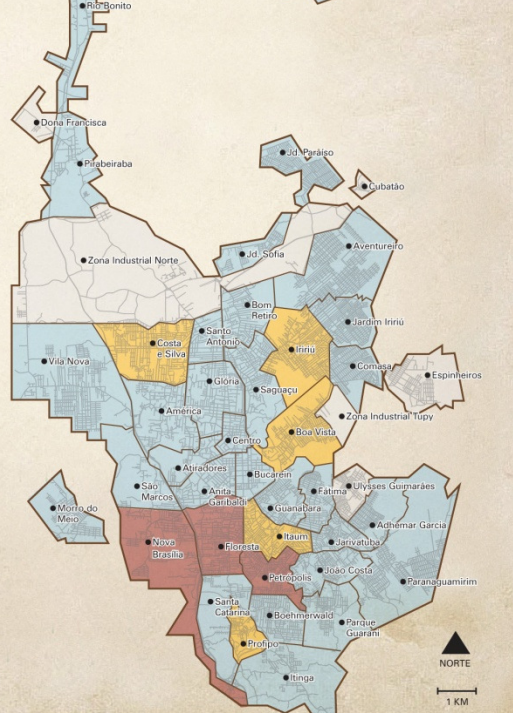 Rio Bonito
Dona Francisca
Pirabeiraba
Jd. Paraíso
Cubatão
Aventureiro
Jd. Sofia
Zona Industrial Norte
Bom
Retiro
Jardim Iririú
Santo
Antônio
Costa
e Silva
Iririú
Vila Nova
Comasa
Espinheiros
Glória
Saguaçu
América
Zona Industrial Tupy
Boa Vista
Centro
Atiradores
Bucarein
São
Marcos
Anita
Garibaldi
Fátima
Ulysses Guimarães
Morro do
Meio
Guanabara
Adhemar Garcia
Nova
Brasília
Floresta
Itaum
Jarivatuba
Petrópolis
João Costa
Paranaguamirim
Santa
Catarina
Boehmerwald
Parque
Guarani
Profipo
Itinga
NORTE
1 KM